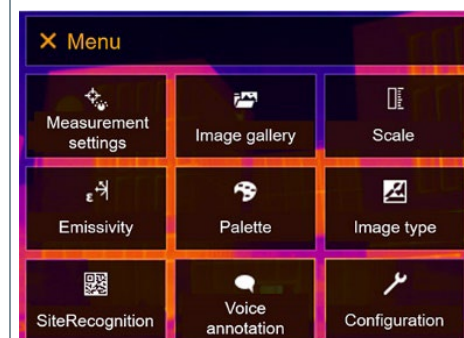 × Menu
Measurement
settings
Image gallery
Scale
ε
Emissivity
Palette
Image type
SiteRecognition
Voice
annotation
Configuration